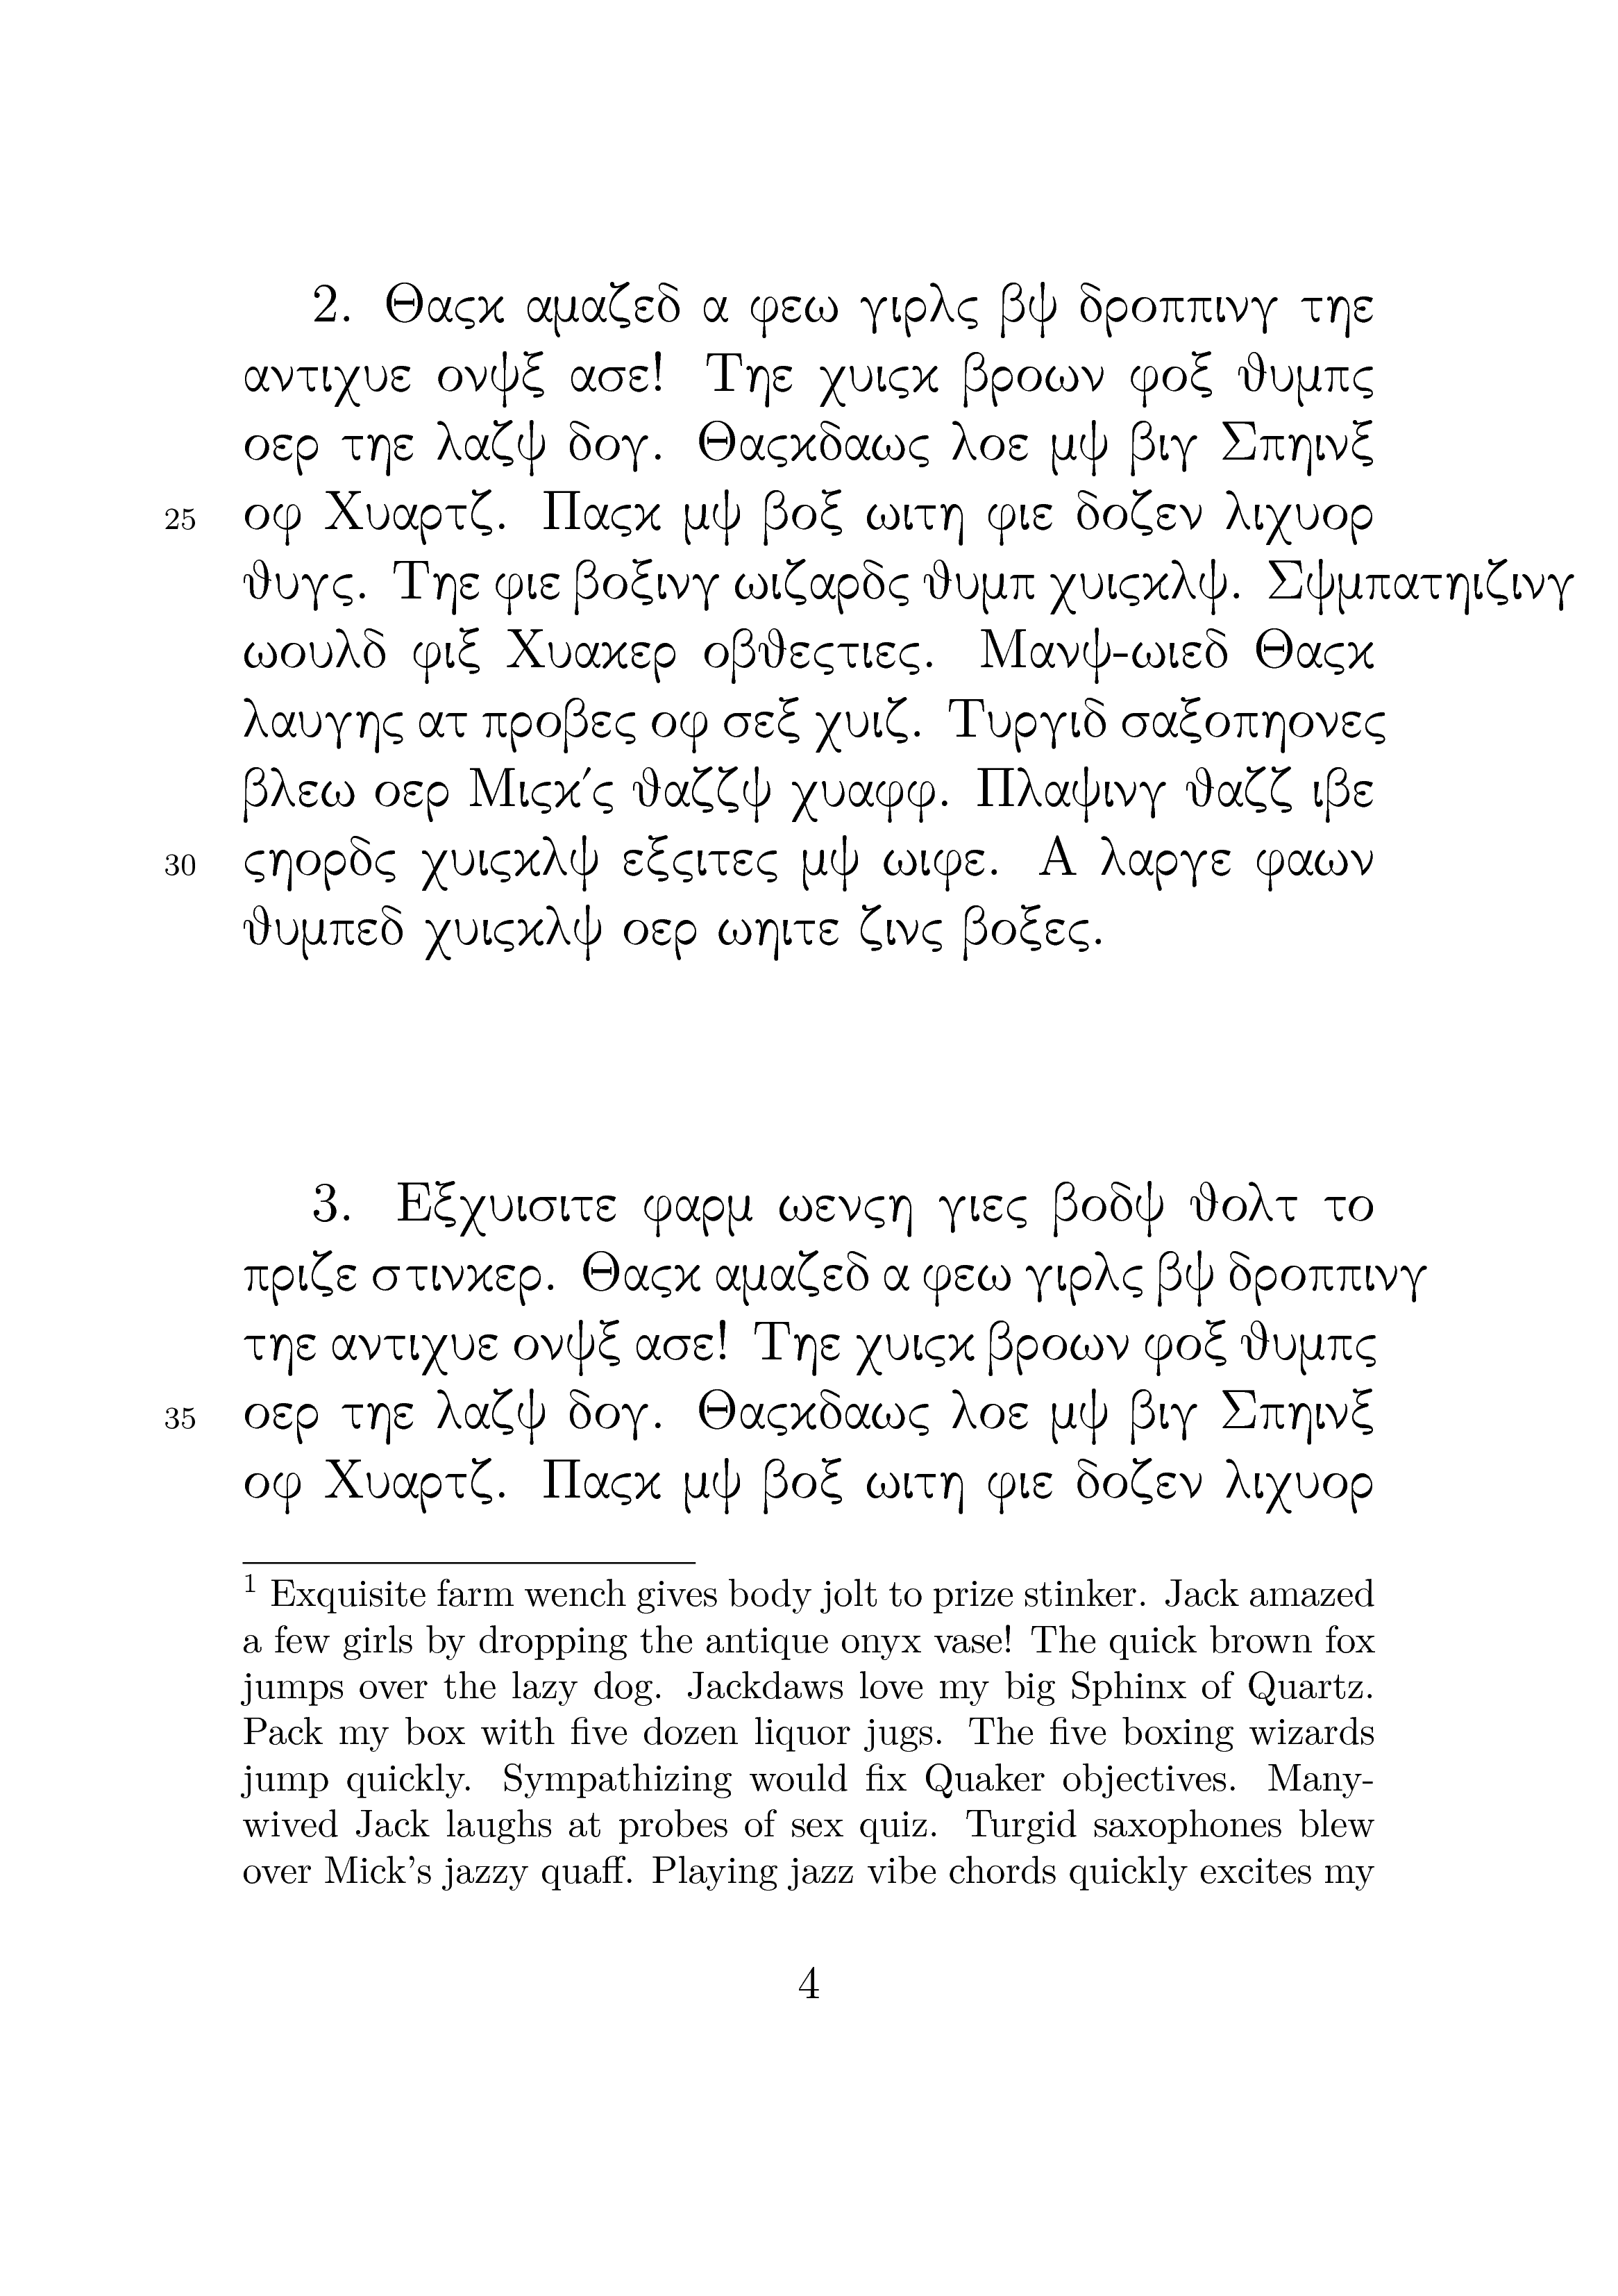 2. Θαςκ αμαζεδ α φεω γιρλς βψ δροππινγ τηε
αντιχυε ονψξ ασε! Τηε χυιςκ βροων φοξ ϑυμπς
οερ τηε λαζψ δογ. Θαςκδαως λοε μψ βιγ Σπηινξ
25 οφ Χυαρτζ. Παςκ μψ βοξ ωιτη φιε δοζεν λιχυορ
ϑυγς. Τηε φιε βοξινγ ωιζαρδς ϑυμπ χυιςκλψ. Σψμπατηιζινγ
ωουλδ φιξ Χυακερ οβϑεςτιες. Μανψ-ωιεδ Θαςκ
λαυγης ατ προβες οφ σεξ χυιζ. Τυργιδ σαξοπηονες
βλεω οερ Μιςκ΄ς ϑαζζψ χυαφφ. Πλαψινγ ϑαζζ ιβε
30 ςηορδς χυιςκλψ εξςιτες μψ ωιφε. Α λαργε φαων
ϑυμπεδ χυιςκλψ οερ ωηιτε ζινς βοξες.
3. Εξχυισιτε φαρμ ωενςη γιες βοδψ ϑολτ το
πριζε στινκερ. Θαςκ αμαζεδ α φεω γιρλς βψ δροππινγ
τηε αντιχυε ονψξ ασε! Τηε χυιςκ βροων φοξ ϑυμπς
35 οερ τηε λαζψ δογ. Θαςκδαως λοε μψ βιγ Σπηινξ
οφ Χυαρτζ. Παςκ μψ βοξ ωιτη φιε δοζεν λιχυορ
1 Exquisite farm wench gives body jolt to prize stinker. Jack amazed
a few girls by dropping the antique onyx vase! The quick brown fox
jumps over the lazy dog. Jackdaws love my big Sphinx of Quartz.
Pack my box with five dozen liquor jugs. The five boxing wizards
jump quickly. Sympathizing would fix Quaker objectives. Many-
wived Jack laughs at probes of sex quiz. Turgid saxophones blew
over Mick’s jazzy quaff. Playing jazz vibe chords quickly excites my
4